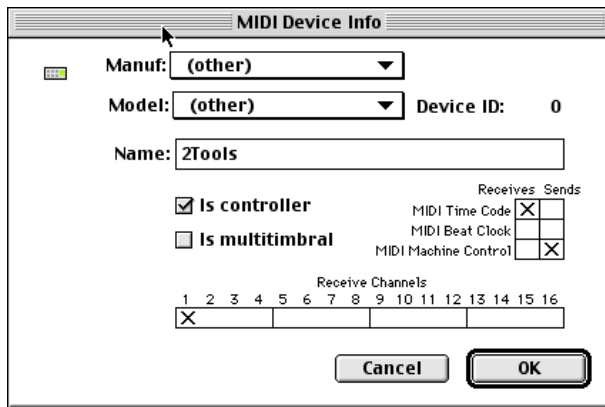 MIDI Device Info
Manuf: (other)
Model: (other) Device ID: 0
Name: 2Tools
Is controller
Is multitimbral
Receives Sends
MIDI Time Code
MIDI Beat Clock
MIDI Machine Control
Receive Channels
1 2 3 4 5 6 7 8 9 10 11 12 13 14 15 16
Cancel OK